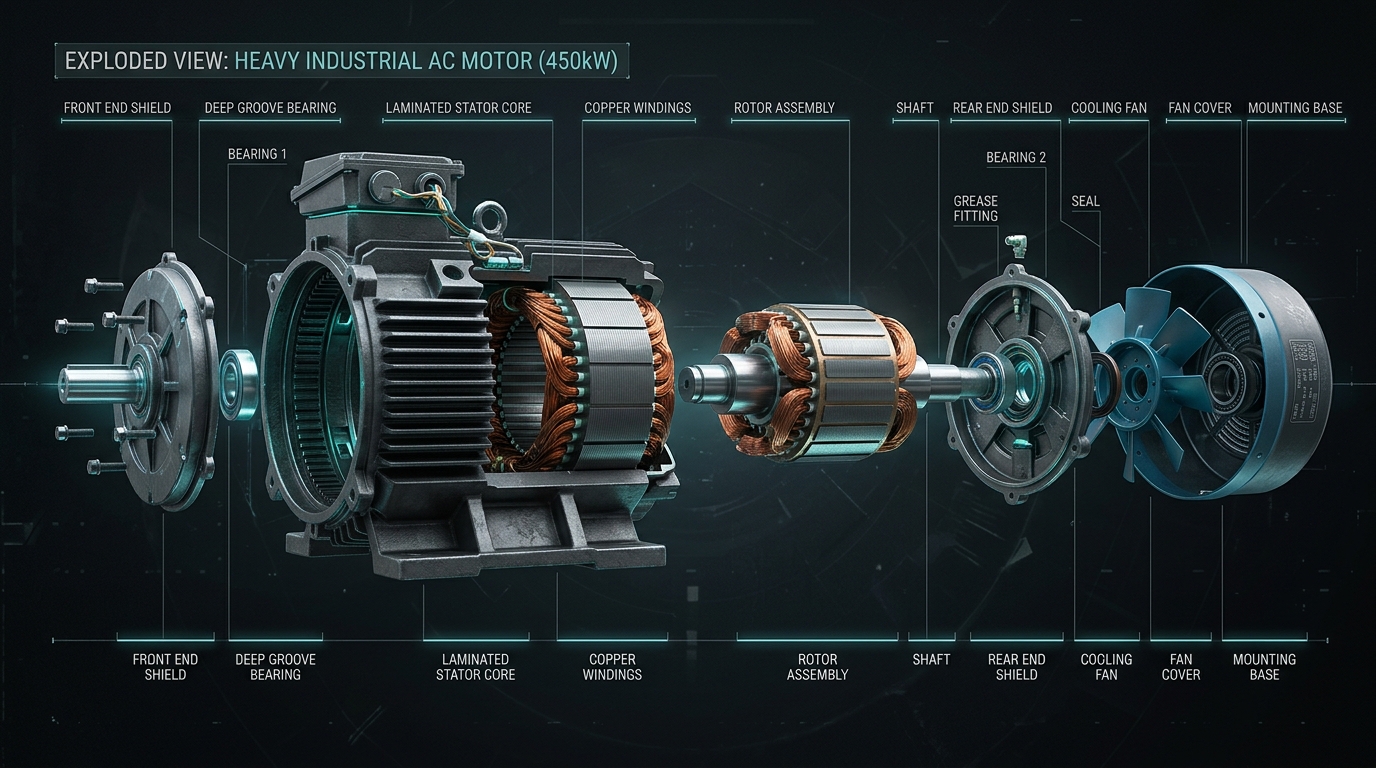 EXPLODED VIEW: HEAVY INDUSTRIAL AC MOTOR (450kW)
FRONT END SHIELD
DEEP GROOVE BEARING
LAMINATED STATOR CORE
COPPER WINDINGS
ROTOR ASSEMBLY
SHAFT
REAR END SHIELD
COOLING FAN
FAN COVER
MOUNTING BASE
BEARING 1
BEARING 2
GREASE
FITTING
SEAL
FRONT END
SHIELD
DEEP GROOVE
BEARING
LAMINATED
STATOR CORE
COPPER
WINDINGS
ROTOR
ASSEMBLY
SHAFT
REAR END
SHIELD
COOLING
FAN
FAN
COVER
MOUNTING
BASE